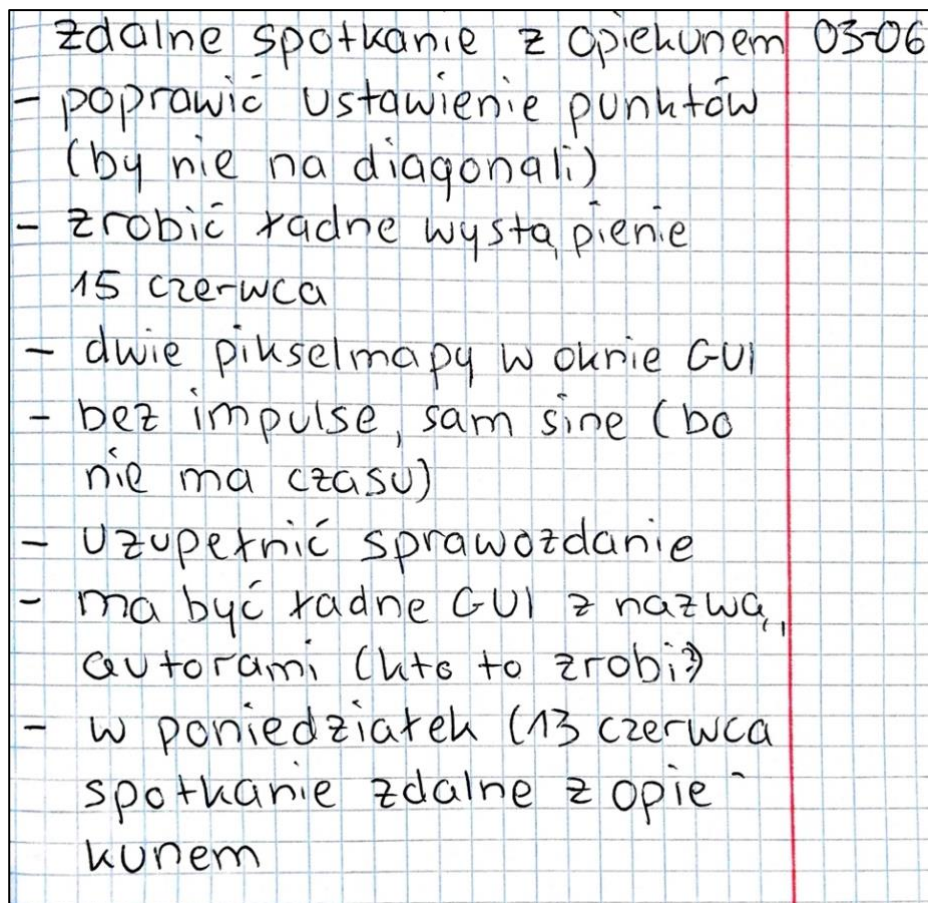 zdalne spotkanie z opiekunem 03-06
- poprawić ustawienie punktów
(by nie na diagonali)
- zrobić ładne wystąpienie
15 czerwca
- dwie pikselmapy w oknie GUI
- bez impulse, sam sine (bo
nie ma czasu)
- uzupełnić sprawozdanie
- ma być ładne GUI z nazwą,
autorami (kto to zrobi?)
- w poniedziałek (13 czerwca
spotkanie zdalne z opie-
kunem